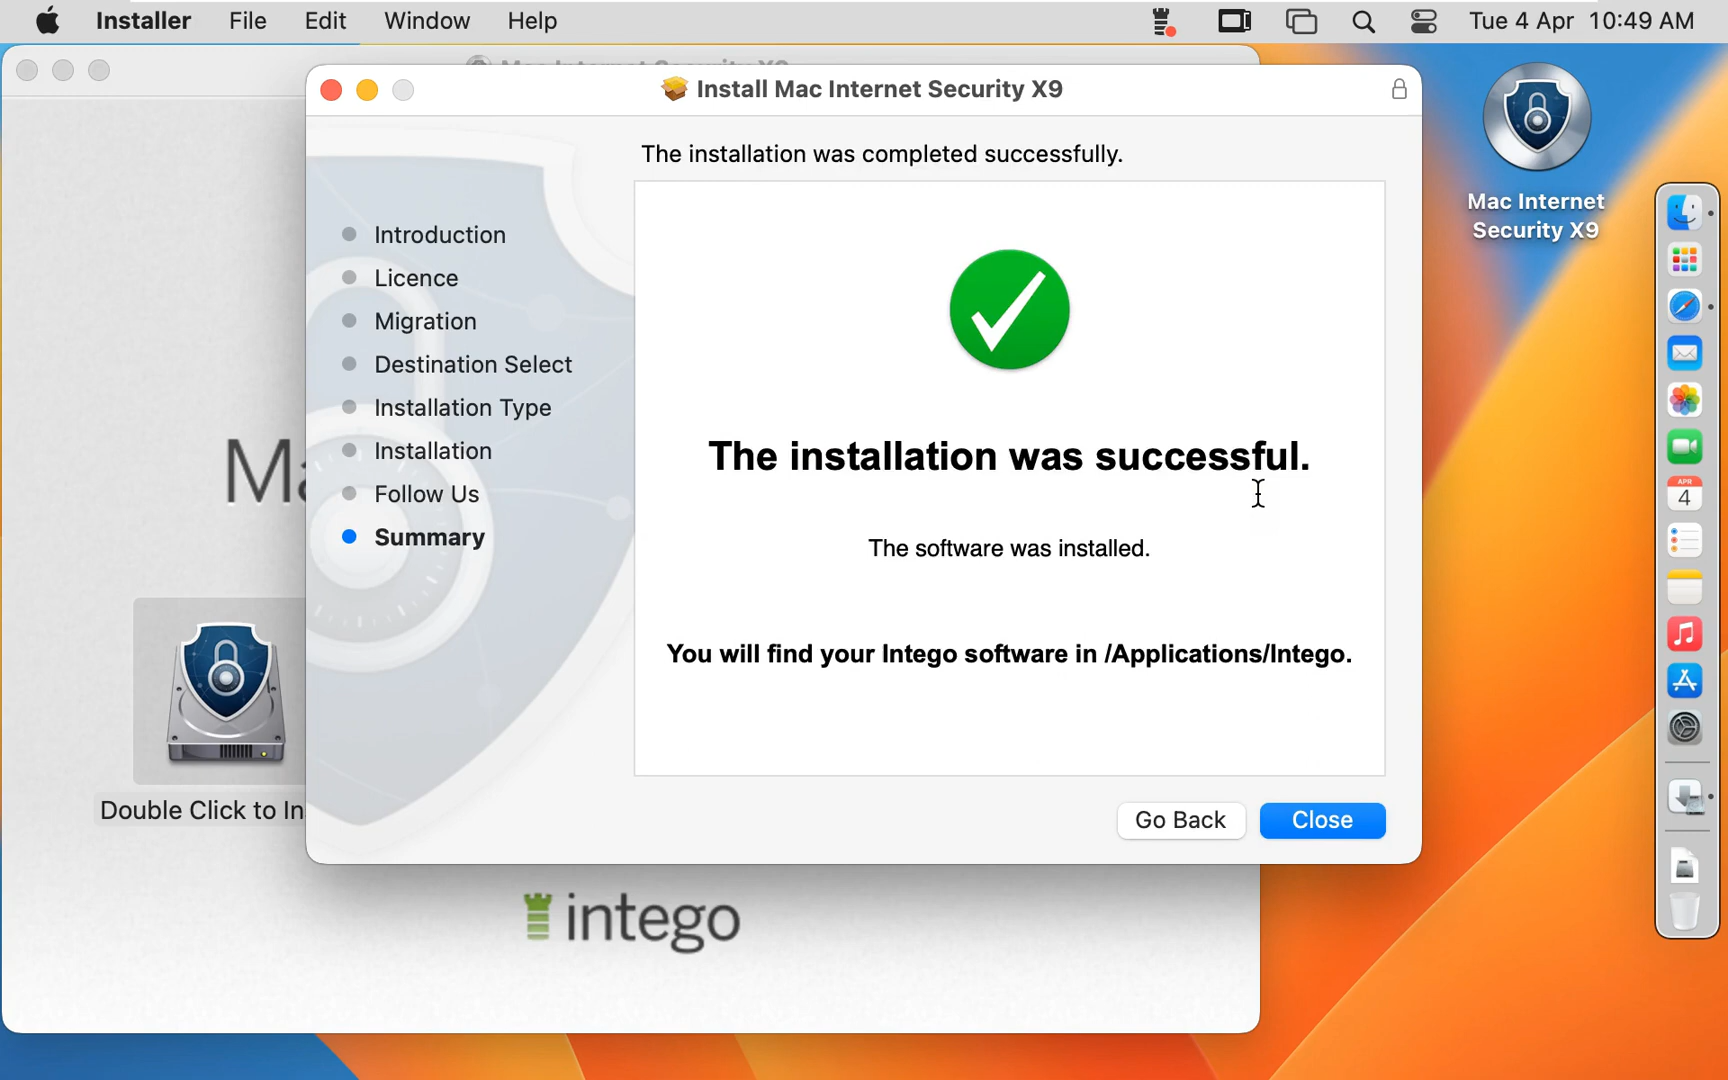 Installer File Edit Window Help Tue 4 Apr 10:49 AM
Install Mac Internet Security X9
The installation was completed successfully.
Introduction
Licence
Migration
Destination Select
Installation Type
Installation
Follow Us
Summary
The installation was successful.
The software was installed.
You will find your Intego software in /Applications/Intego.
Go Back Close
Ma
Double Click to In
intego
Mac Internet
Security X9
APR
4